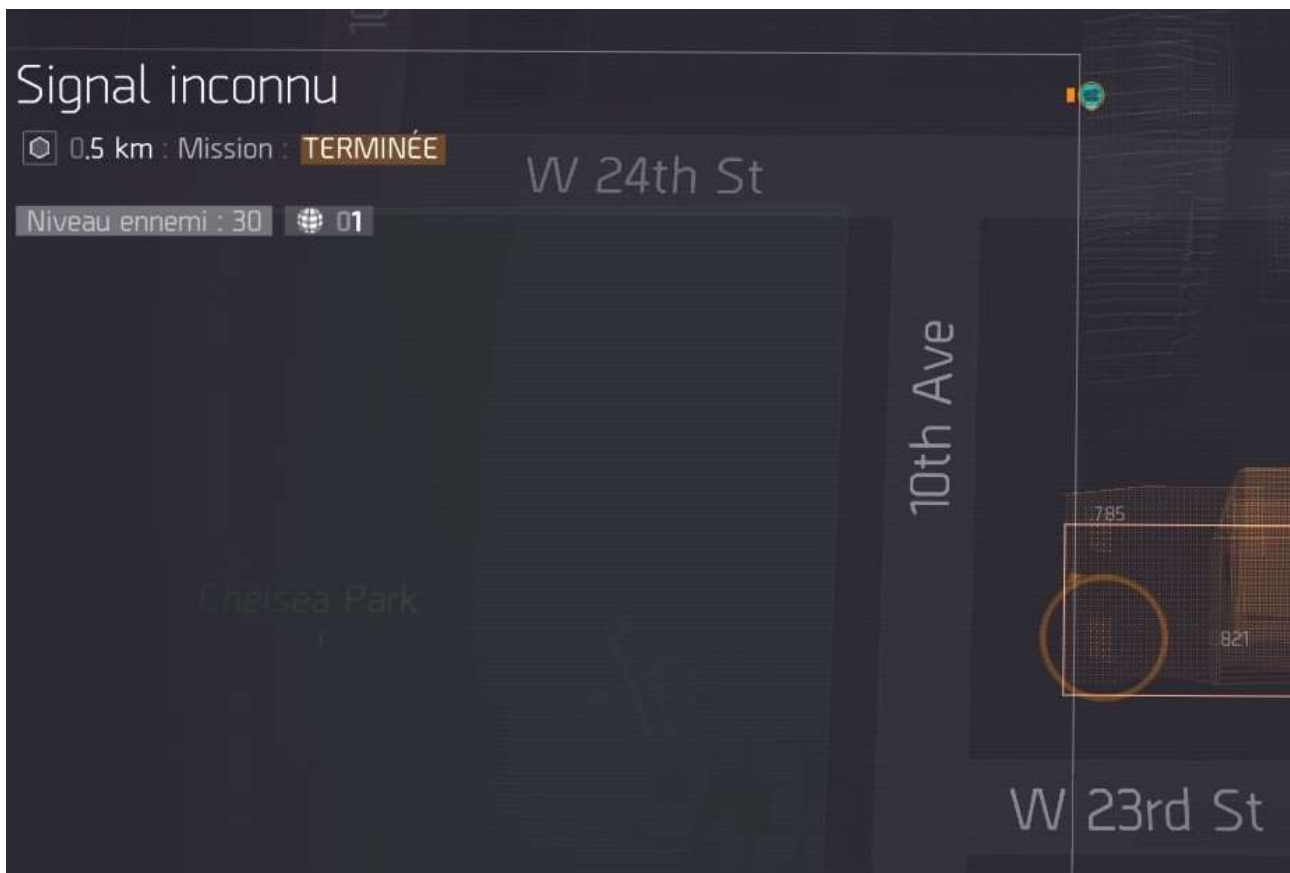 Signal inconnu
0.5 km : Mission : TERMINÉE
W 24th St
Niveau ennemi : 30 01
10th Ave
785
Chelsea Park
821
W 23rd St